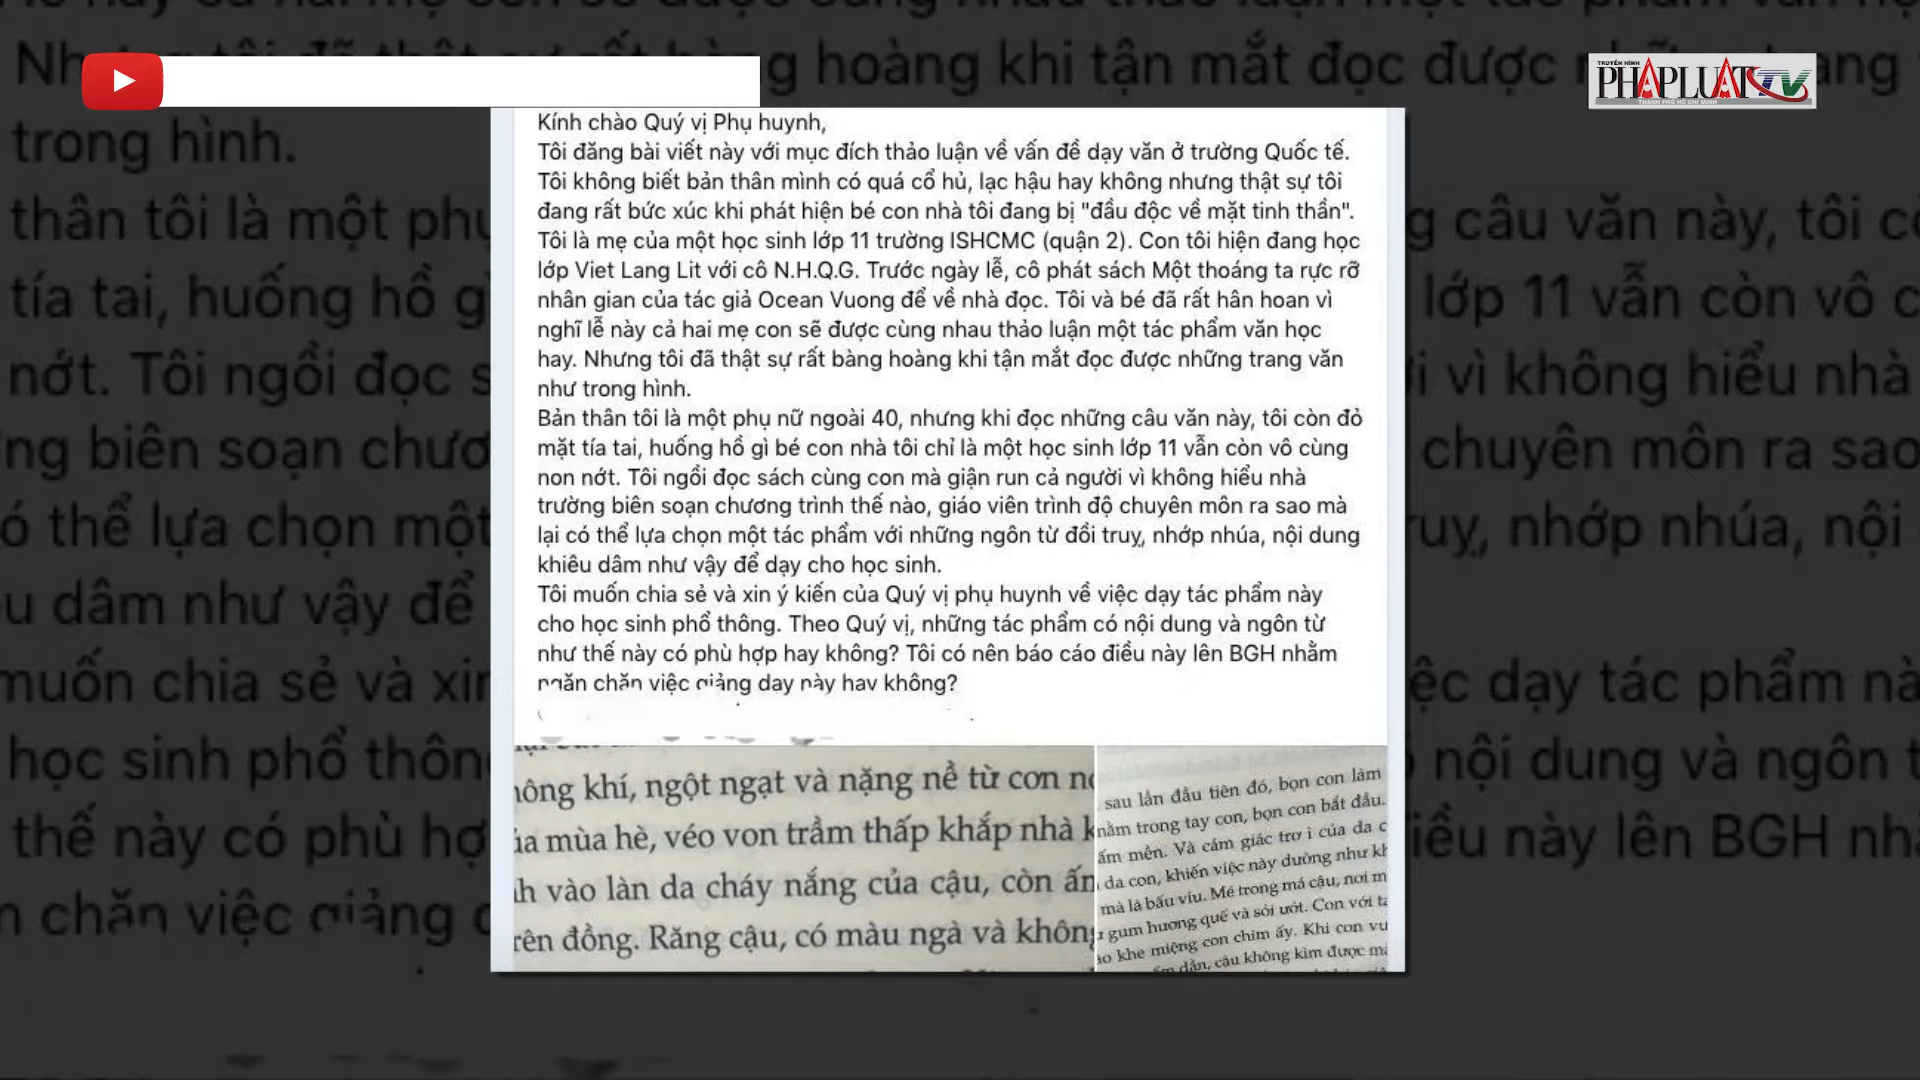 TRUYỀN HÌNH
PHÁPLUẬT TV
THÀNH PHỐ HỒ CHÍ MINH
Kính chào Quý vị Phụ huynh,
Tôi đăng bài viết này với mục đích thảo luận về vấn đề dạy văn ở trường Quốc tế.
Tôi không biết bản thân mình có quá cổ hủ, lạc hậu hay không nhưng thật sự tôi
đang rất bức xúc khi phát hiện bé con nhà tôi đang bị "đầu độc về mặt tinh thần".
Tôi là mẹ của một học sinh lớp 11 trường ISHCMC (quận 2). Con tôi hiện đang học
lớp Viet Lang Lit với cô N.H.Q.G. Trước ngày lễ, cô phát sách Một thoáng ta rực rỡ
nhân gian của tác giả Ocean Vuong để về nhà đọc. Tôi và bé đã rất hân hoan vì
nghĩ lễ này cả hai mẹ con sẽ được cùng nhau thảo luận một tác phẩm văn học
hay. Nhưng tôi đã thật sự rất bàng hoàng khi tận mắt đọc được những trang văn
như trong hình.
Bản thân tôi là một phụ nữ ngoài 40, nhưng khi đọc những câu văn này, tôi còn đỏ
mặt tía tai, huống hồ gì bé con nhà tôi chỉ là một học sinh lớp 11 vẫn còn vô cùng
non nớt. Tôi ngồi đọc sách cùng con mà giận run cả người vì không hiểu nhà
trường biên soạn chương trình thế nào, giáo viên trình độ chuyên môn ra sao mà
lại có thể lựa chọn một tác phẩm với những ngôn từ đồi truỵ, nhớp nhúa, nội dung
khiêu dâm như vậy để dạy cho học sinh.
Tôi muốn chia sẻ và xin ý kiến của Quý vị phụ huynh về việc dạy tác phẩm này
cho học sinh phổ thông. Theo Quý vị, những tác phẩm có nội dung và ngôn từ
như thế này có phù hợp hay không? Tôi có nên báo cáo điều này lên BGH nhằm
ngăn chặn việc giảng dạy này hay không?
khí, ngột ngạt và nặng nề từ cơn
mùa hè, véo von trầm thấp khắp nhà
vào làn da cháy nắng của cậu, còn
đồng. Răng cậu, có màu ngà và
sau lần đầu tiên đó, bọn con làm
nằm trong tay con, bọn con bắt đầu.
mền. Và cảm giác trơ ì của da
da con, khiến việc này dường như
mà là bấu víu. Mé trong má cậu, nơi
gum hương quế và sỏi ướt. Con với
khe miệng con chim ấy. Khi con
dần, cậu không kìm được